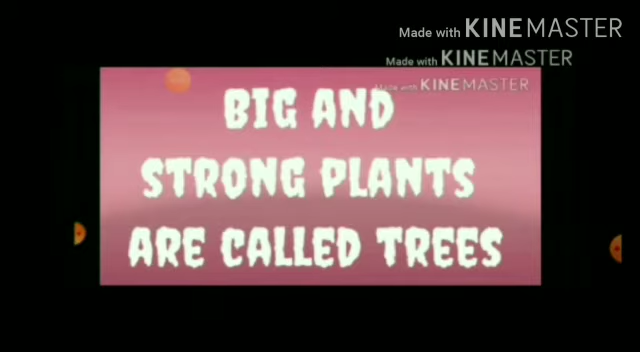 Made with KINEMASTER
Made with KINEMASTER
Made with KINEMASTER
BIG AND
STRONG PLANTS
ARE CALLED TREES